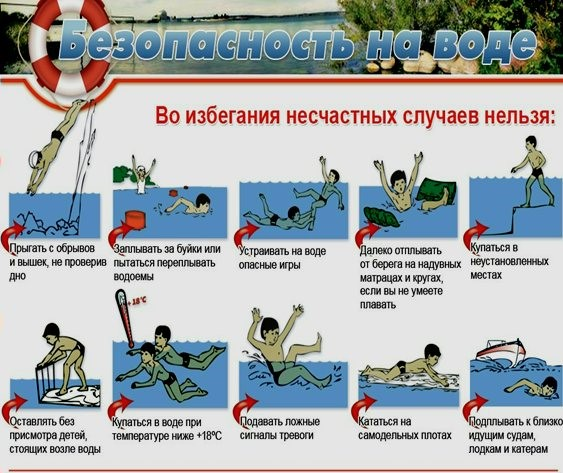 Безопасность на воде
Во избегания несчастных случаев нельзя:
Прыгать с обрывов
и вышек, не проверив
дно
Заплывать за буйки или
пытаться переплывать
водоемы
Устраивать на воде
опасные игры
Далеко отплывать
от берега на надувных
матрацах и кругах,
если вы не умеете
плавать
Купаться в
неустановленных
местах
+ 18°C
Оставлять без
присмотра детей,
стоящих возле воды
Купаться в воде при
температуре ниже +18ºС
Подавать ложные
сигналы тревоги
Кататься на
самодельных плотах
Подплывать к близко
идущим судам,
лодкам и катерам